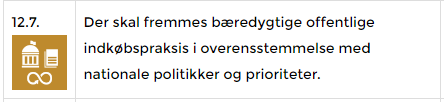 12.7.
Der skal fremmes bæredygtige offentlige
indkøbspraksis i overensstemmelse med
nationale politikker og prioriteter.